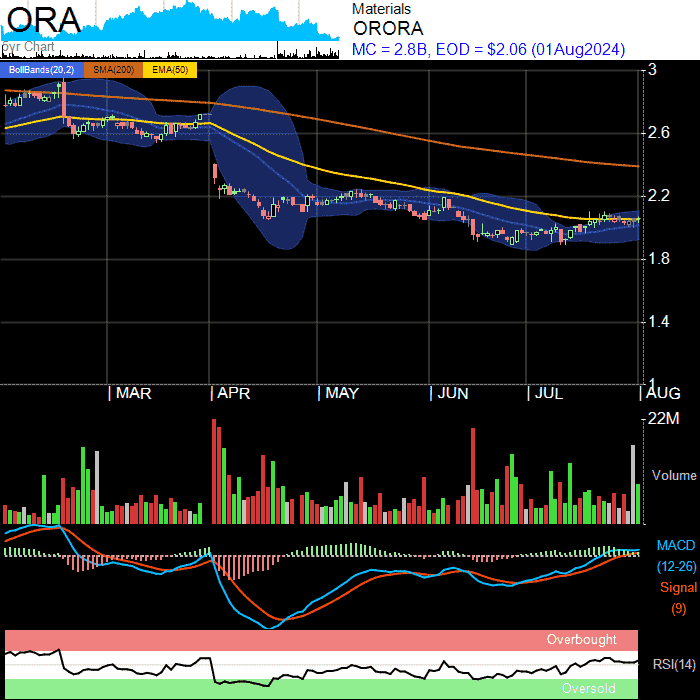 ORA
5yr Chart
Materials
ORORA
MC = 2.8B, EOD = $2.06 (01Aug2024)
BollBands(20,2) SMA(200) EMA(50)
3
2.6
2.2
1.8
1.4
1
MAR APR MAY JUN JUL AUG
22M
Volume
MACD
(12-26)
Signal
(9)
Overbought
RSI(14)
Oversold